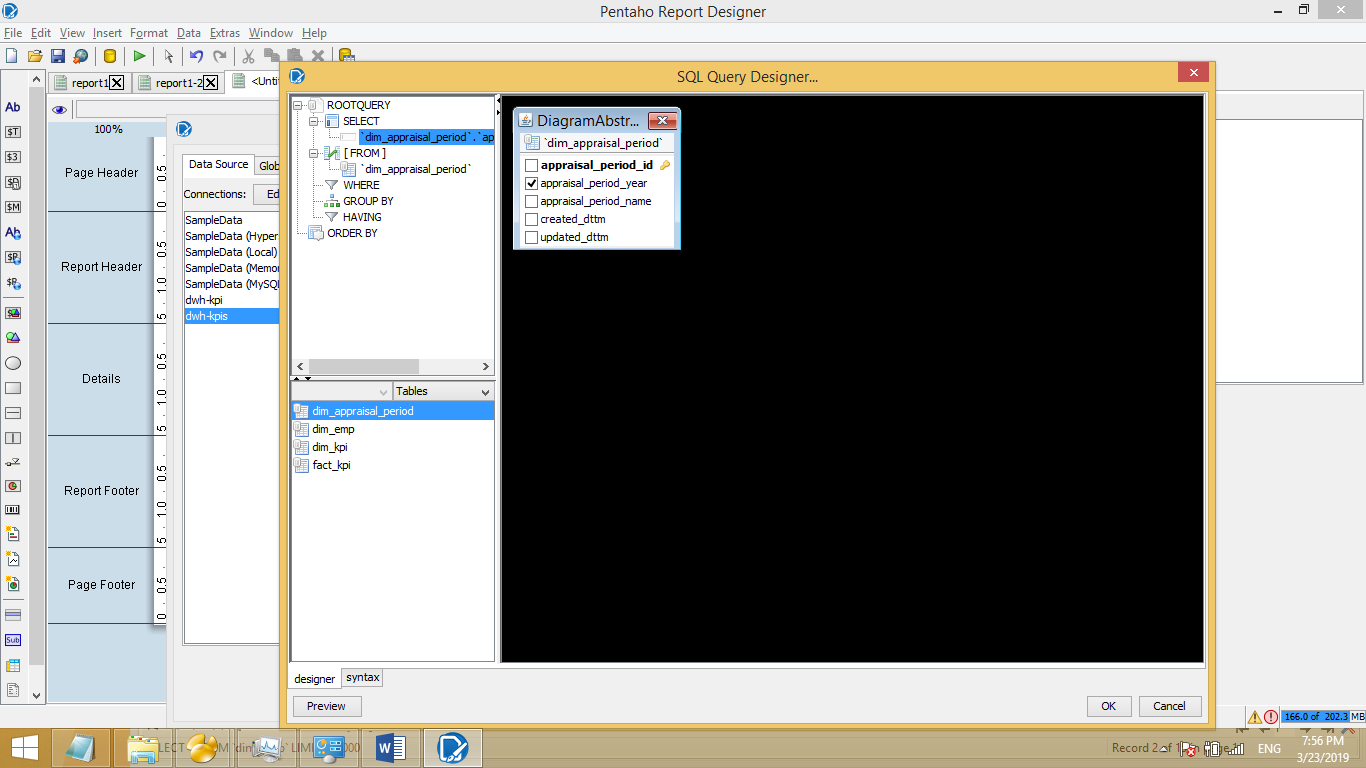 Pentaho Report Designer
File Edit View Insert Format Data Extras Window Help
report1 report1-2 <Unti
SQL Query Designer...
100%
Page Header
Report Header
Details
Report Footer
Page Footer
Data Source Glob
Connections: Ed
SampleData
SampleData (Hyper
SampleData (Local)
SampleData (Memor
SampleData (MySQL
dwh-kpi
dwh-kpis
ROOTQUERY
SELECT
`dim_appraisal_period`.`ap
[FROM]
`dim_appraisal_period`
WHERE
GROUP BY
HAVING
ORDER BY
Tables
dim_appraisal_period
dim_emp
dim_kpi
fact_kpi
DiagramAbstr...
`dim_appraisal_period`
appraisal_period_id
appraisal_period_year
appraisal_period_name
created_dttm
updated_dttm
designer syntax
Preview OK Cancel
166.0 of 202.3 MB
ENG
7:56 PM
3/23/2019